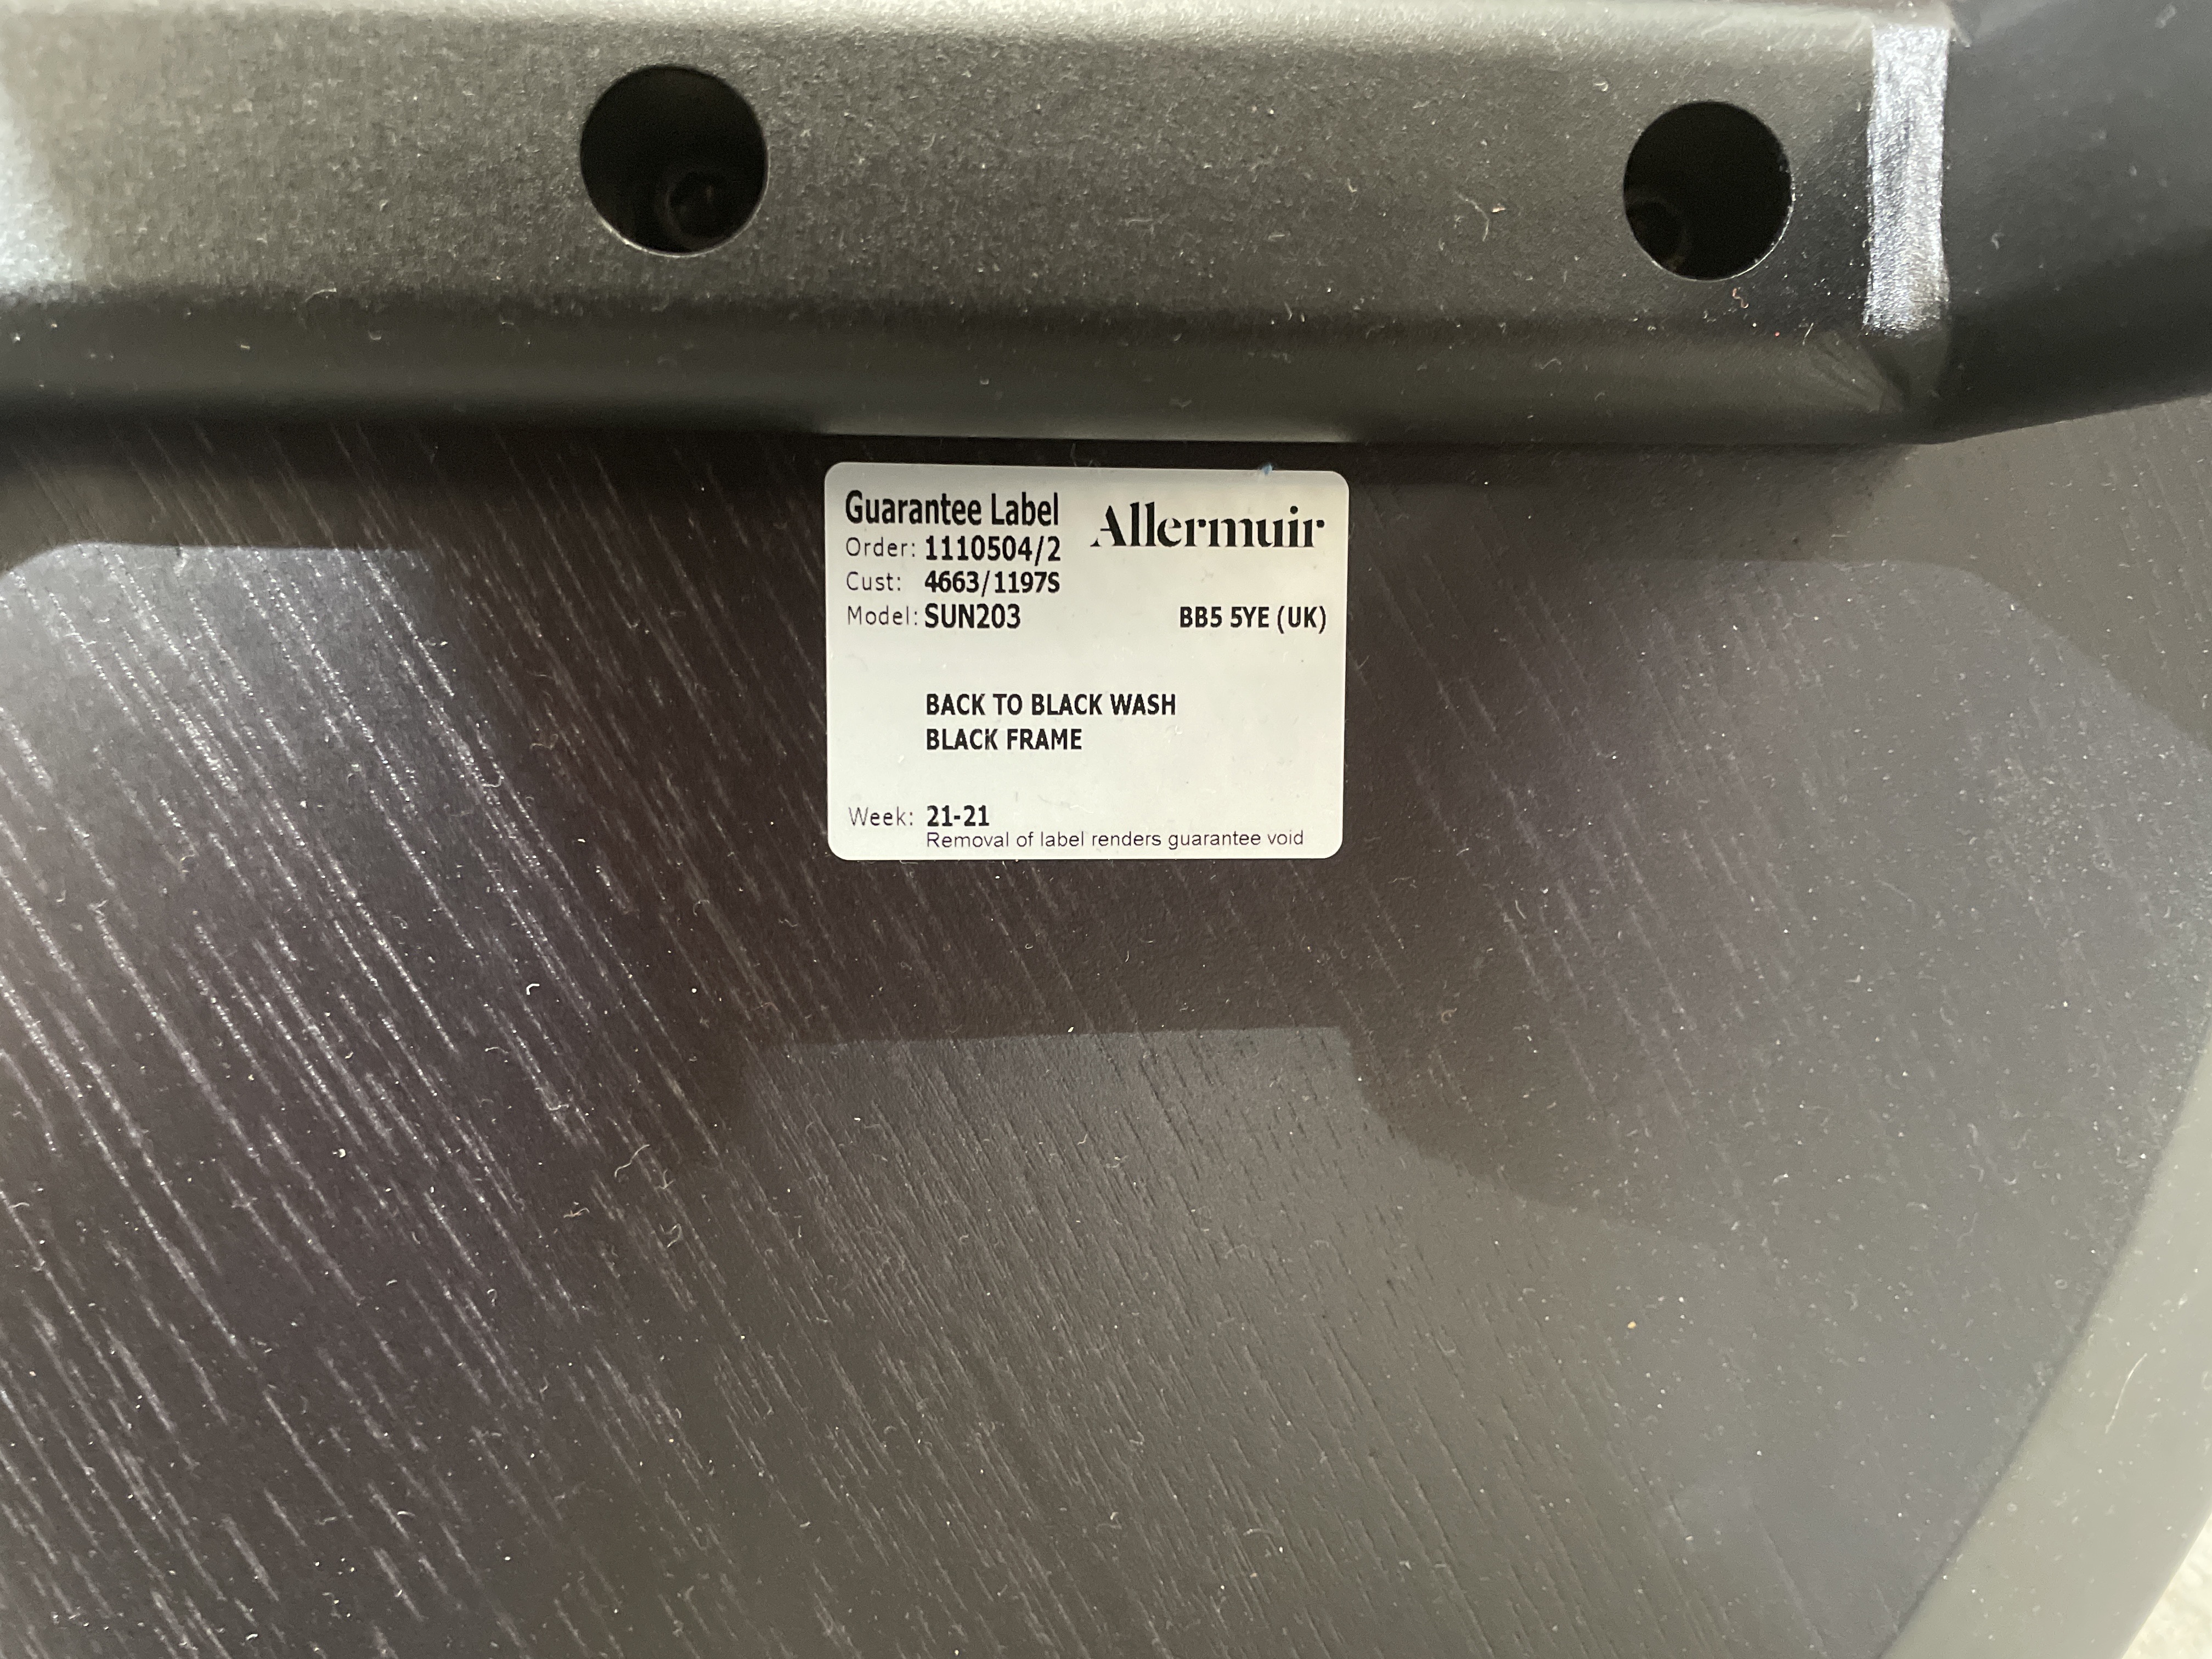 Guarantee Label
Allermuir
Order: 1110504/2
Cust: 4663/1197S
Model: SUN203 BB5 5YE (UK)
BACK TO BLACK WASH
BLACK FRAME
Week: 21-21
Removal of label renders guarantee void